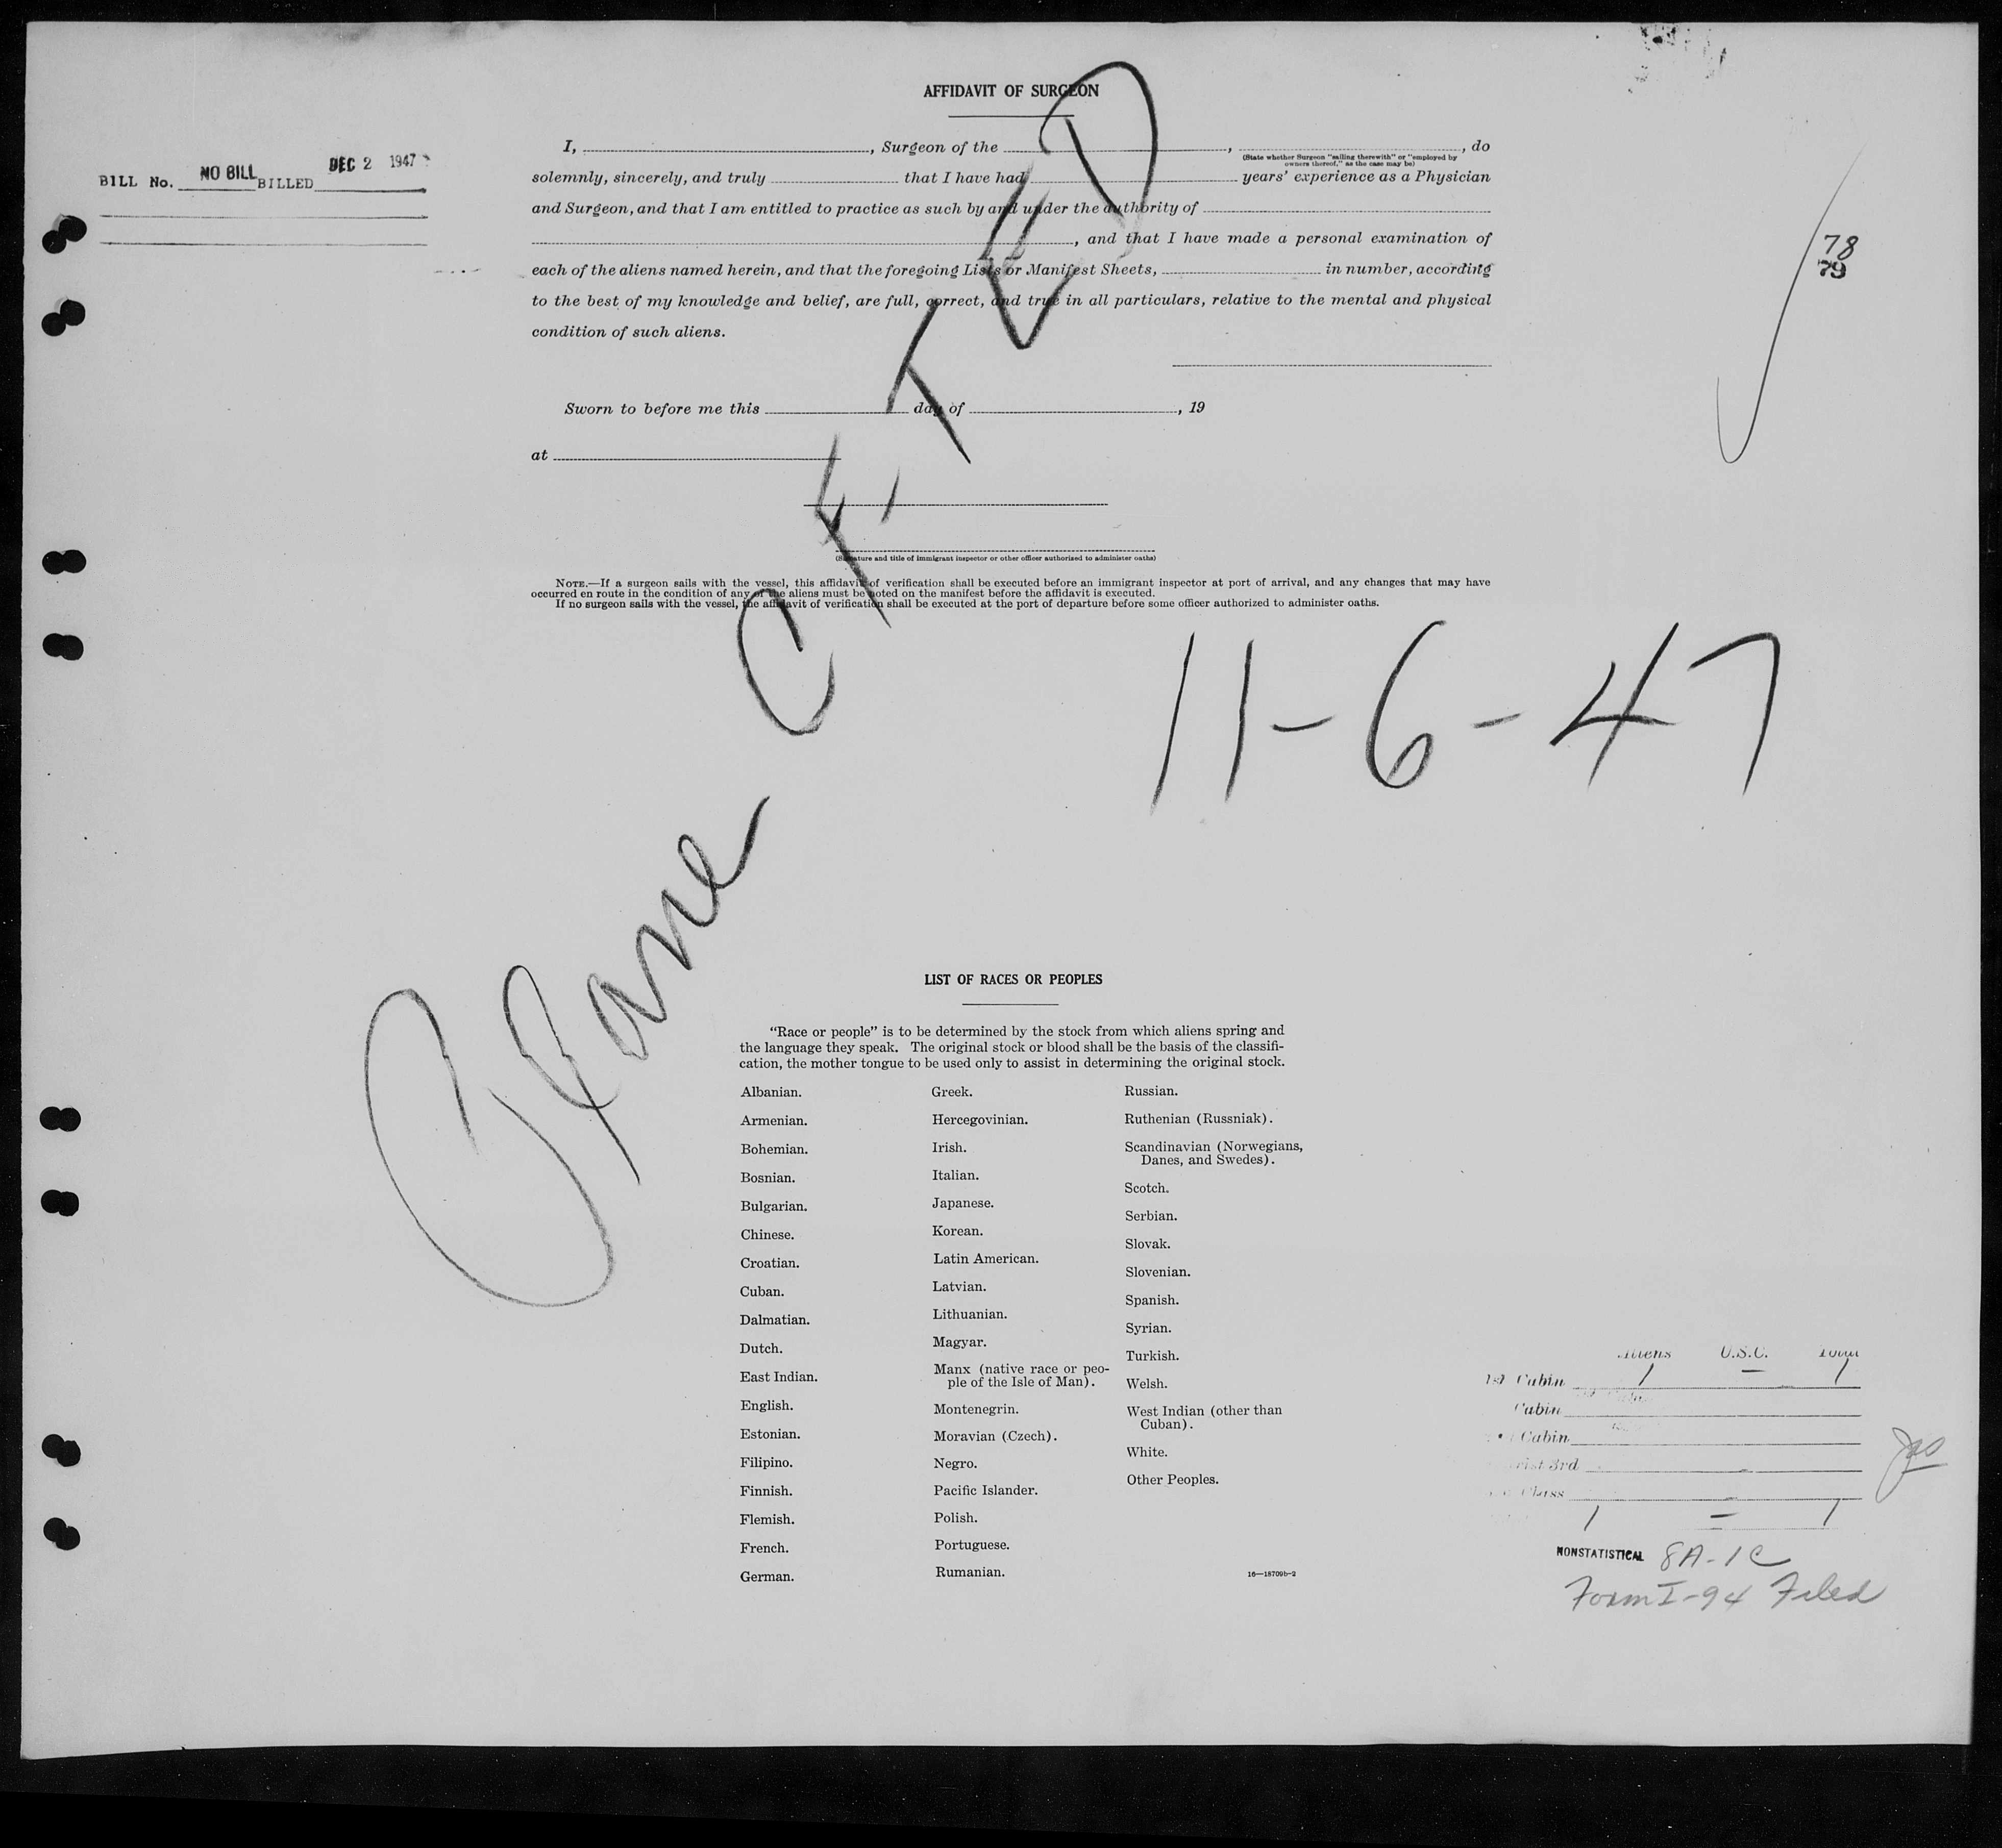 AFFIDAVIT OF SURGEON
BILL No. NO BILL BILLED DEC 2 1947
I, , Surgeon of the , , do
(State whether Surgeon "sailing therewith" or "employed by
owners thereof," as the case may be)
solemnly, sincerely, and truly that I have had years' experience as a Physician
and Surgeon, and that I am entitled to practice as such by and under the authority of
, and that I have made a personal examination of
each of the aliens named herein, and that the foregoing Lists or Manifest Sheets, in number, according
to the best of my knowledge and belief, are full, correct, and true in all particulars, relative to the mental and physical
condition of such aliens.
78
79
Sworn to before me this day of , 19
at
(Signature and title of immigrant inspector or other officer authorized to administer oaths)
NOTE.—If a surgeon sails with the vessel, this affidavit of verification shall be executed before an immigrant inspector at port of arrival, and any changes that may have
occurred en route in the condition of any of the aliens must be noted on the manifest before the affidavit is executed.
If no surgeon sails with the vessel, the affidavit of verification shall be executed at the port of departure before some officer authorized to administer oaths.
11-6-47
LIST OF RACES OR PEOPLES
"Race or people" is to be determined by the stock from which aliens spring and
the language they speak. The original stock or blood shall be the basis of the classifi-
cation, the mother tongue to be used only to assist in determining the original stock.
Albanian.
Armenian.
Bohemian.
Bosnian.
Bulgarian.
Chinese.
Croatian.
Cuban.
Dalmatian.
Dutch.
East Indian.
English.
Estonian.
Filipino.
Finnish.
Flemish.
French.
German.
Greek.
Hercegovinian.
Irish.
Italian.
Japanese.
Korean.
Latin American.
Latvian.
Lithuanian.
Magyar.
Manx (native race or peo-
ple of the Isle of Man).
Montenegrin.
Moravian (Czech).
Negro.
Pacific Islander.
Polish.
Portuguese.
Rumanian.
Russian.
Ruthenian (Russniak).
Scandinavian (Norwegians,
Danes, and Swedes).
Scotch.
Serbian.
Slovak.
Slovenian.
Spanish.
Syrian.
Turkish.
Welsh.
West Indian (other than
Cuban).
White.
Other Peoples.
16—18709b-2
Aliens U.S.C. Total
1st Cabin 1 — 1
Cabin
Cabin
3rd
Class
1 — 1
NONSTATISTICAL 8A-1C
Form I-94 Filed